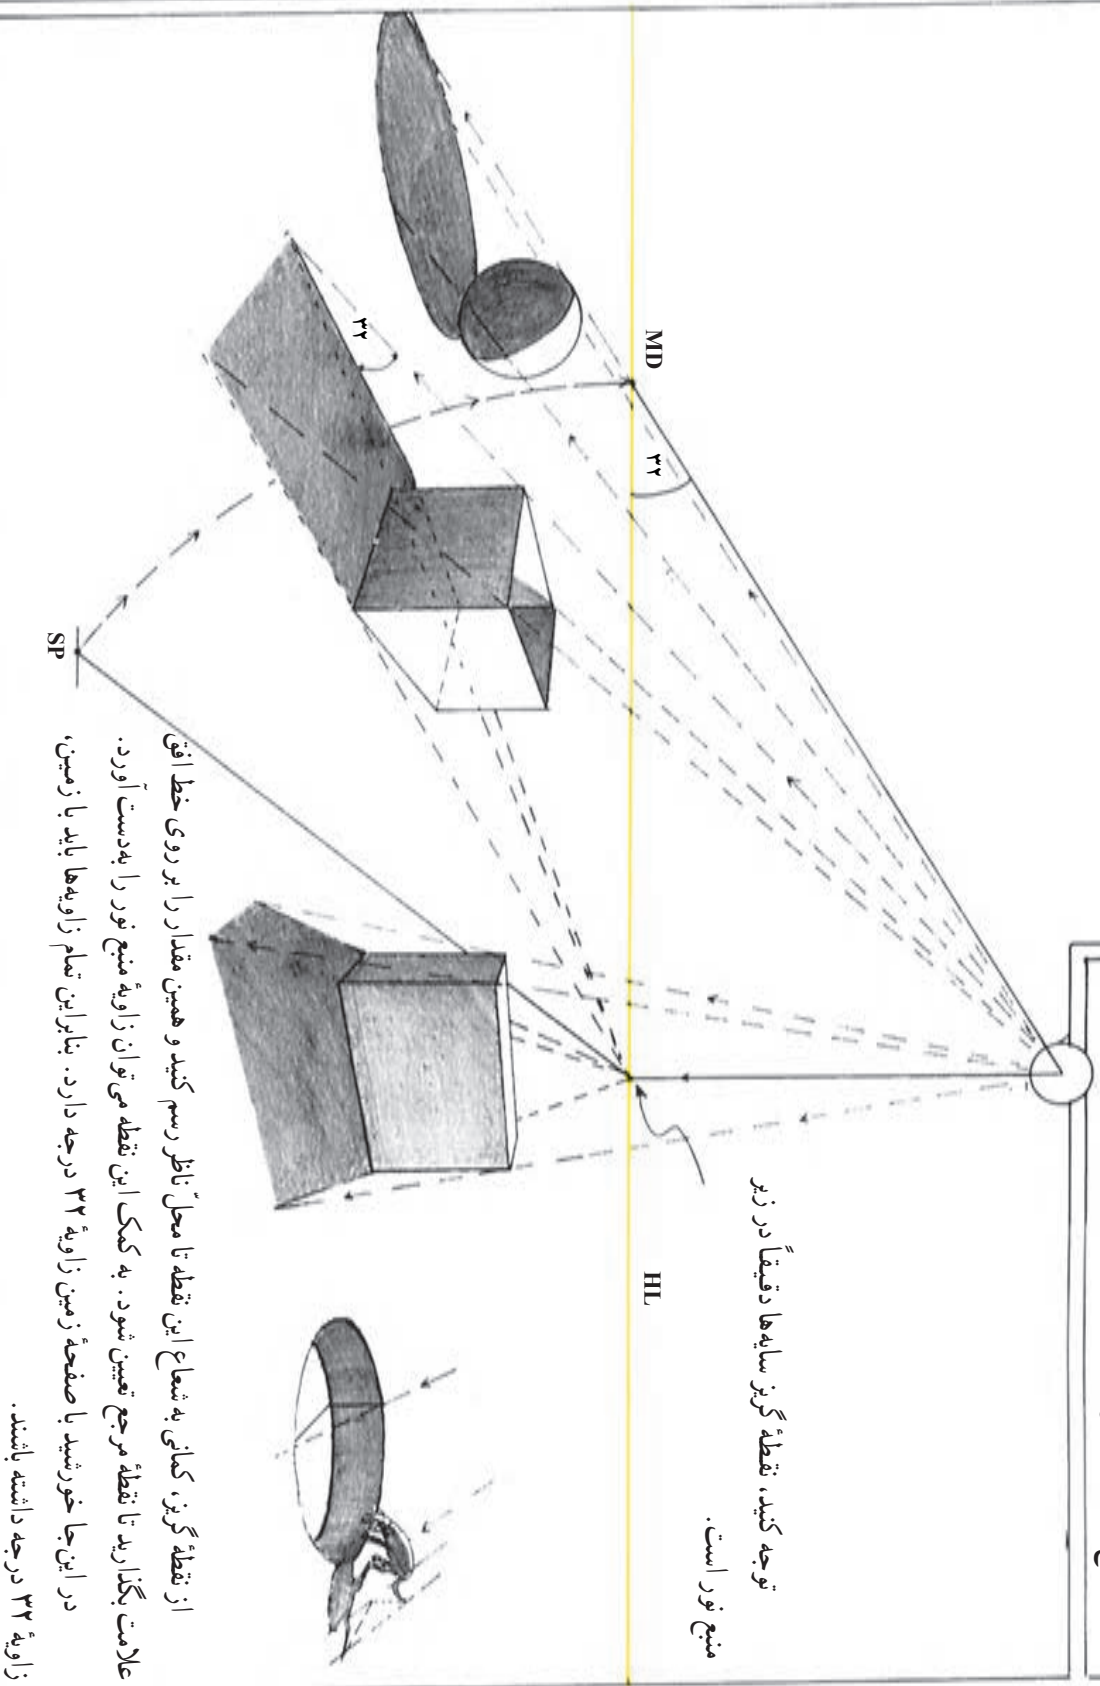 MD
۳۲
۳۲
HL
SP
توجه کنید، نقطهٔ گریز سایه‌ها دقیقاً در زیر
منبع نور است.
از نقطهٔ گریز، کمانی به شعاع این نقطه تا محلّ ناظر رسم کنید و همین مقدار را بر روی خط افق
علامت بگذارید تا نقطهٔ مرجع تعیین شود. به کمک این نقطه می‌توان زاویهٔ منبع نور را به‌دست آورد.
در این‌جا خورشید با صفحهٔ زمین زاویهٔ ۳۲ درجه دارد. بنابراین تمام زاویه‌ها باید با زمین،
زاویهٔ ۳۲ درجه داشته باشند.